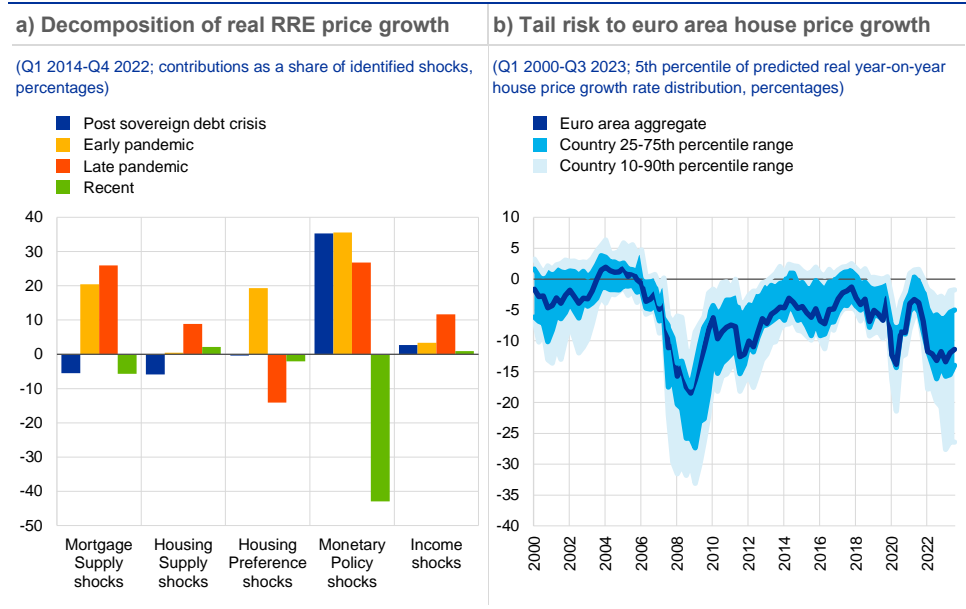 a) Decomposition of real RRE price growth
(Q1 2014-Q4 2022; contributions as a share of identified shocks,
percentages)
Post sovereign debt crisis
Early pandemic
Late pandemic
Recent
40
30
20
10
0
-10
-20
-30
-40
-50
Mortgage
Supply
shocks
Housing
Supply
shocks
Housing
Preference
shocks
Monetary
Policy
shocks
Income
shocks
b) Tail risk to euro area house price growth
(Q1 2000-Q3 2023; 5th percentile of predicted real year-on-year
house price growth rate distribution, percentages)
Euro area aggregate
Country 25-75th percentile range
Country 10-90th percentile range
10
5
0
-5
-10
-15
-20
-25
-30
-35
-40
2000
2002
2004
2006
2008
2010
2012
2014
2016
2018
2020
2022